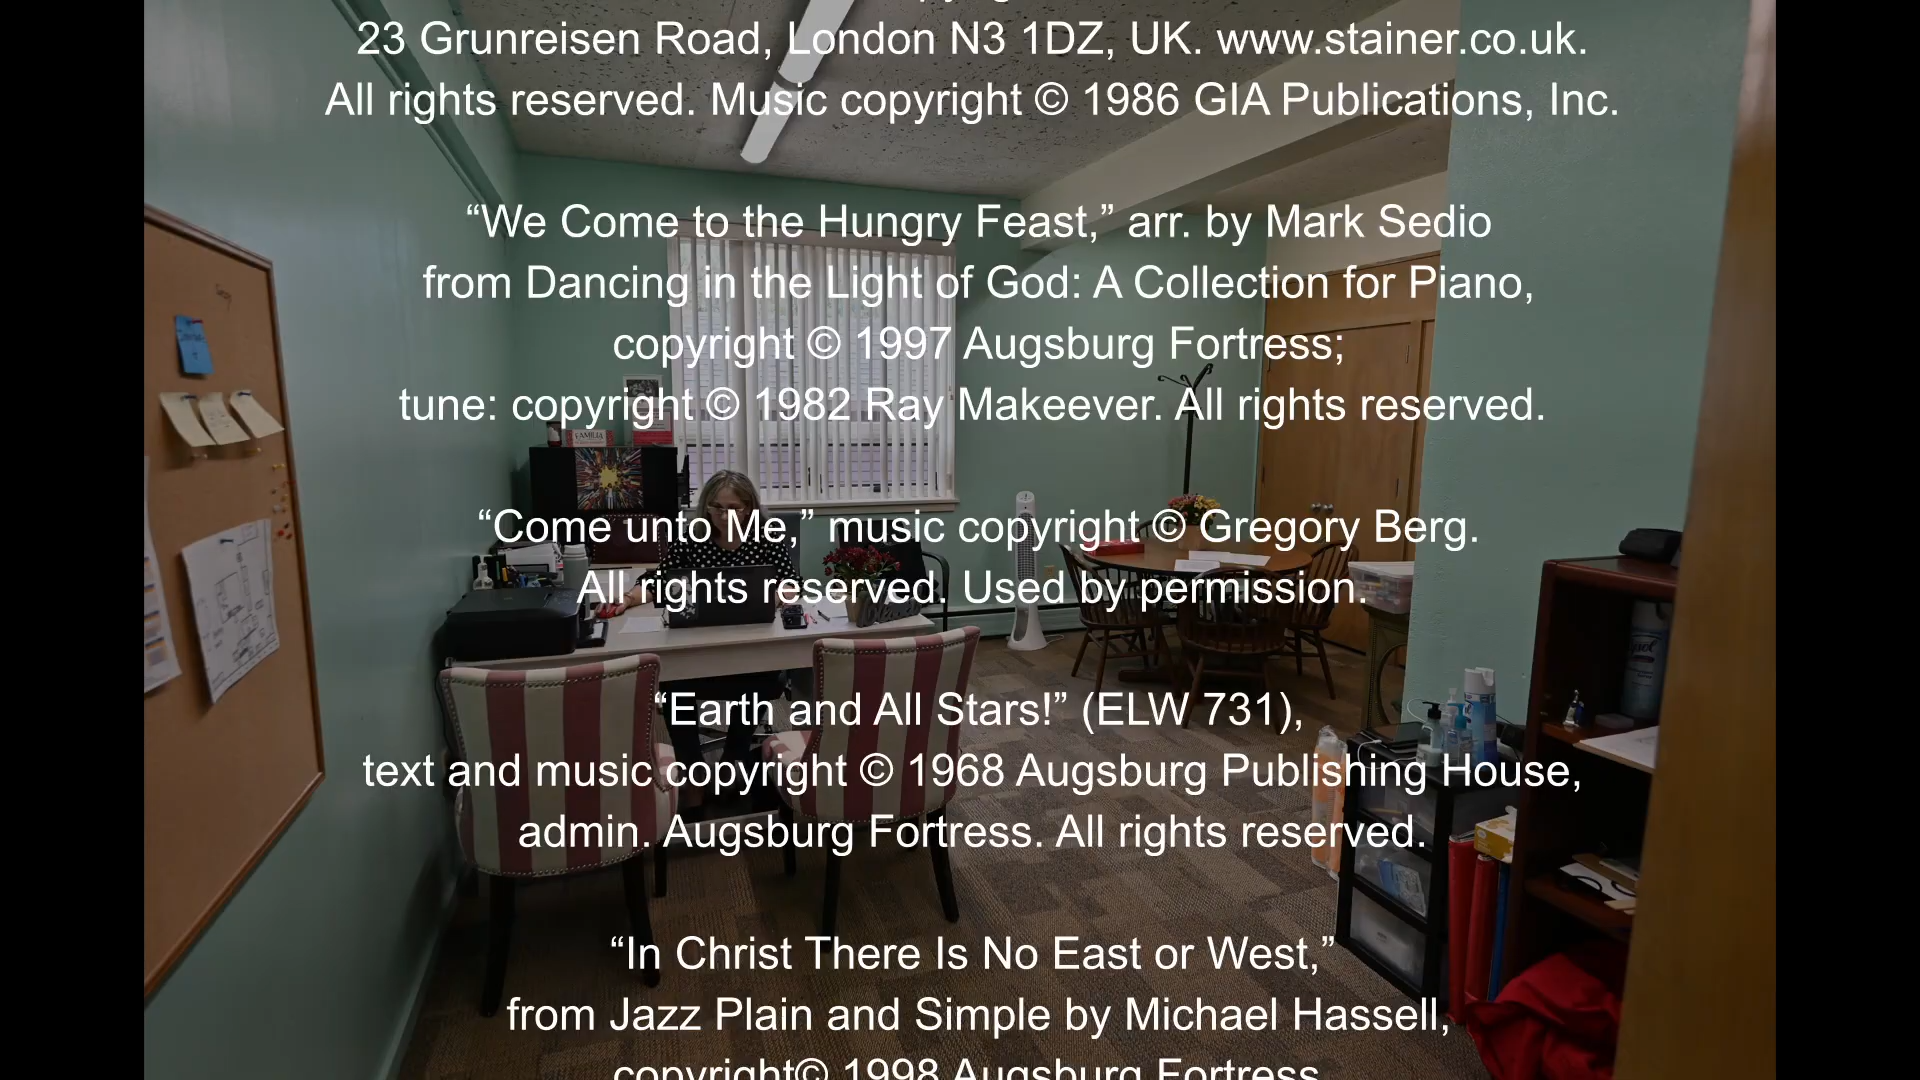 23 Grunreisen Road, London N3 1DZ, UK. www.stainer.co.uk.
All rights reserved. Music copyright © 1986 GIA Publications, Inc.
“We Come to the Hungry Feast,” arr. by Mark Sedio
from Dancing in the Light of God: A Collection for Piano,
copyright © 1997 Augsburg Fortress;
tune: copyright © 1982 Ray Makeever. All rights reserved.
FAMILIA
“Come unto Me,” music copyright © Gregory Berg.
All rights reserved. Used by permission.
“Earth and All Stars!” (ELW 731),
text and music copyright © 1968 Augsburg Publishing House,
admin. Augsburg Fortress. All rights reserved.
“In Christ There Is No East or West,”
from Jazz Plain and Simple by Michael Hassell,
copyright© 1998 Augsburg Fortress